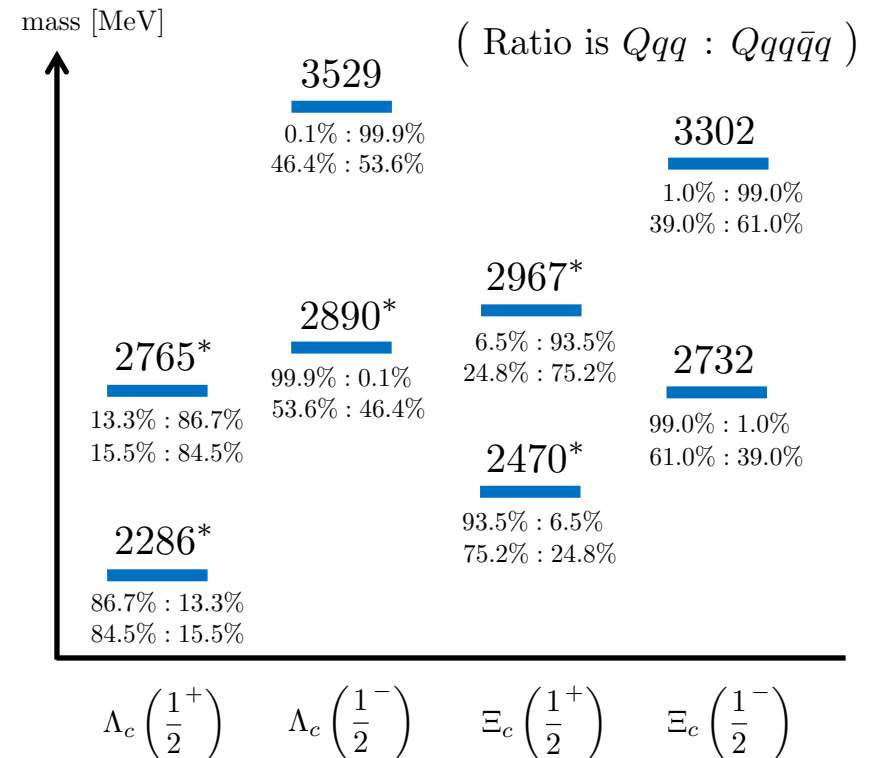 mass [MeV]
( Ratio is Qqq : Qqqq̄q )
3529
0.1% : 99.9%
46.4% : 53.6%
3302
1.0% : 99.0%
39.0% : 61.0%
2967*
6.5% : 93.5%
24.8% : 75.2%
2890*
99.9% : 0.1%
53.6% : 46.4%
2765*
13.3% : 86.7%
15.5% : 84.5%
2732
99.0% : 1.0%
61.0% : 39.0%
2470*
93.5% : 6.5%
75.2% : 24.8%
2286*
86.7% : 13.3%
84.5% : 15.5%
Λc (1/2⁺) Λc (1/2⁻) Ξc (1/2⁺) Ξc (1/2⁻)